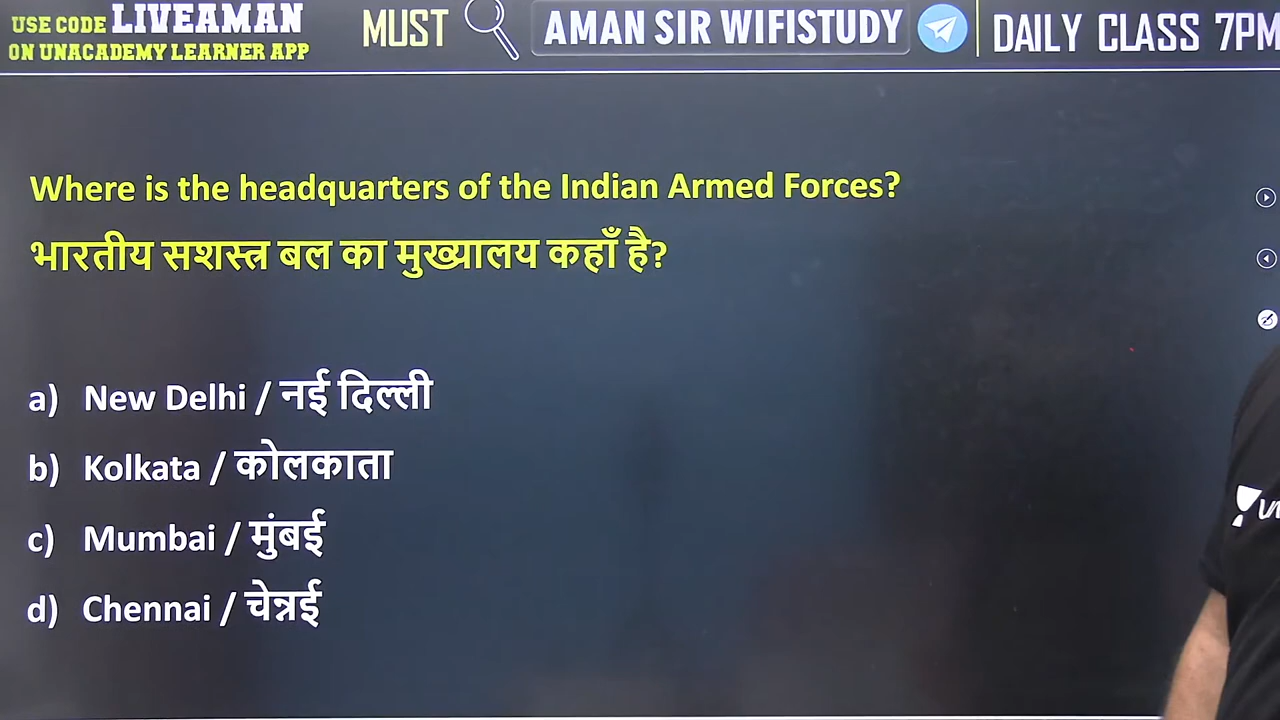 USE CODE LIVEAMAN
ON UNACADEMY LEARNER APP
MUST
AMAN SIR WIFISTUDY
DAILY CLASS 7PM
Where is the headquarters of the Indian Armed Forces?
भारतीय सशस्त्र बल का मुख्यालय कहाँ है?
a) New Delhi / नई दिल्ली
b) Kolkata / कोलकाता
c) Mumbai / मुंबई
d) Chennai / चेन्नई